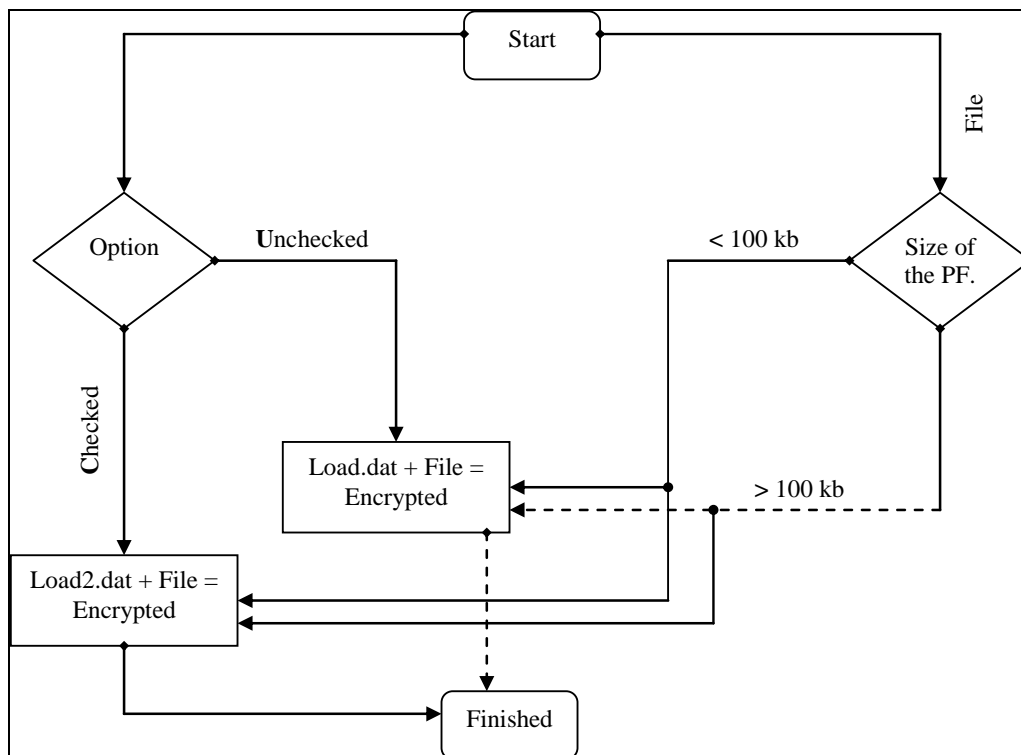 Start
File
Option
Unchecked
< 100 kb
Size of
the PF.
Checked
Load.dat + File =
Encrypted
> 100 kb
Load2.dat + File =
Encrypted
Finished